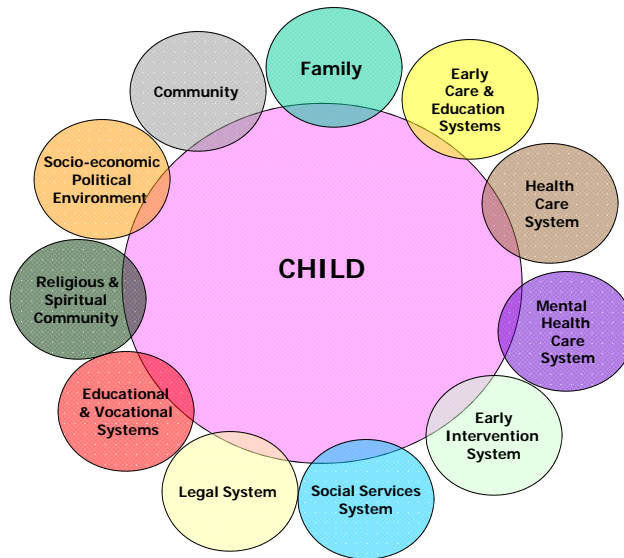 Family
Early
Care &
Education
Systems
Health
Care
System
Mental
Health
Care
System
Early
Intervention
System
Social Services
System
Legal System
Educational
& Vocational
Systems
Religious &
Spiritual
Community
Socio-economic
Political
Environment
Community
CHILD